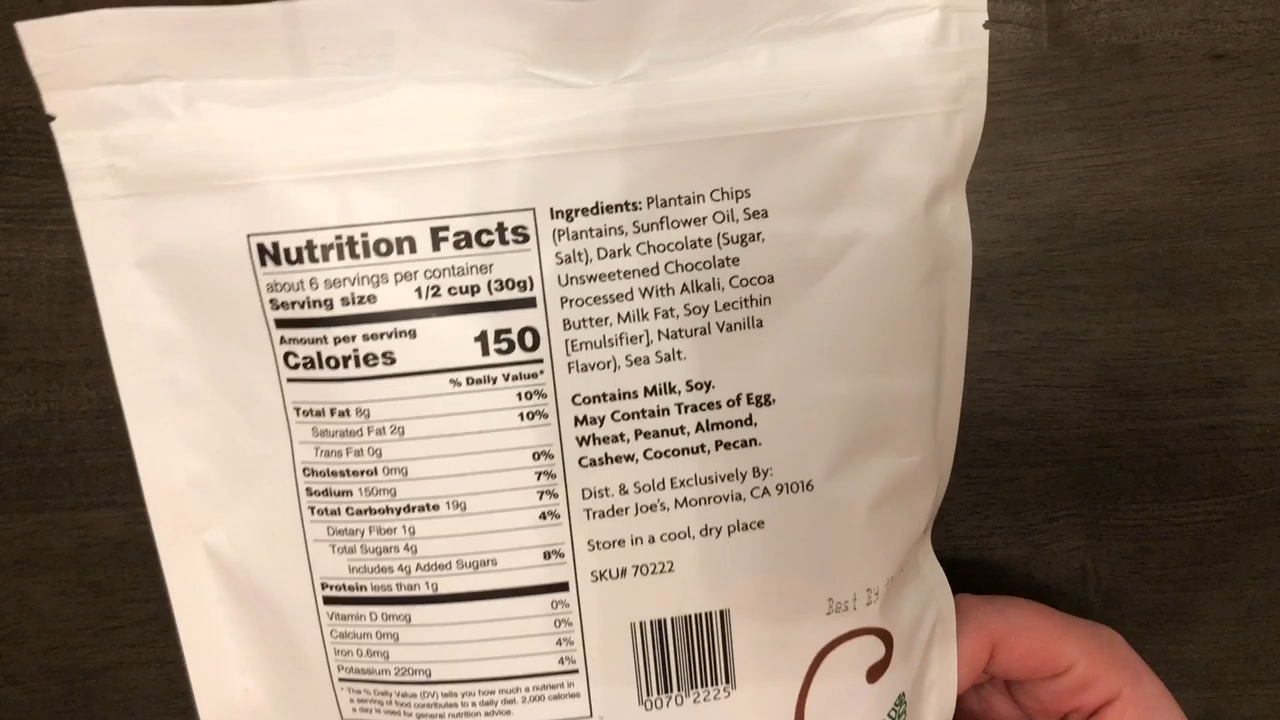 Nutrition Facts
about 6 servings per container
Serving size 1/2 cup (30g)
Amount per serving
Calories 150
% Daily Value*
Total Fat 8g 10%
Saturated Fat 2g 10%
Trans Fat 0g
Cholesterol 0mg 0%
Sodium 150mg 7%
Total Carbohydrate 19g 7%
Dietary Fiber 1g 4%
Total Sugars 4g
Includes 4g Added Sugars 8%
Protein less than 1g
Vitamin D 0mcg 0%
Calcium 0mg 0%
Iron 0.6mg 4%
Potassium 220mg 4%
* The % Daily Value (DV) tells you how much a nutrient in
a serving of food contributes to a daily diet. 2,000 calories
a day is used for general nutrition advice.
Ingredients: Plantain Chips
(Plantains, Sunflower Oil, Sea
Salt), Dark Chocolate (Sugar,
Unsweetened Chocolate
Processed With Alkali, Cocoa
Butter, Milk Fat, Soy Lecithin
[Emulsifier], Natural Vanilla
Flavor), Sea Salt.
Contains Milk, Soy.
May Contain Traces of Egg,
Wheat, Peanut, Almond,
Cashew, Coconut, Pecan.
Dist. & Sold Exclusively By:
Trader Joe's, Monrovia, CA 91016
Store in a cool, dry place
SKU# 70222
0070 2225